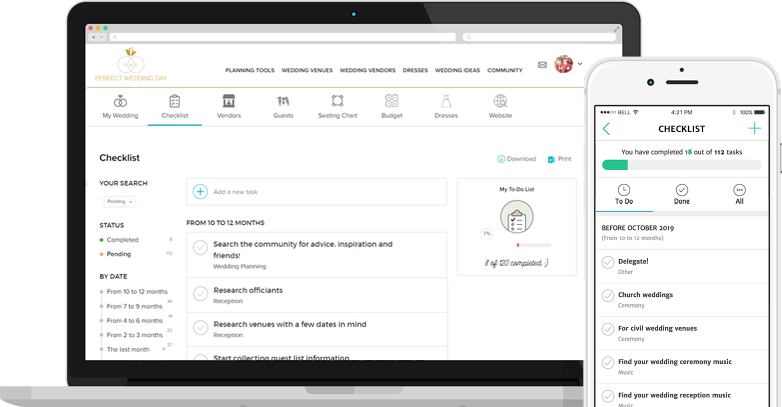 PERFECT WEDDING DAY
PLANNING TOOLS WEDDING VENUES WEDDING VENDORS DRESSES WEDDING IDEAS COMMUNITY
My Wedding Checklist Vendors Guests Seating Chart Budget Dresses Website
Checklist
Download Print
YOUR SEARCH
Pending
STATUS
Completed 8
Pending 112
BY DATE
From 10 to 12 months
From 7 to 9 months 36
From 4 to 6 months 34
From 2 to 3 months 22
The last month 27
6
Add a new task
FROM 10 TO 12 MONTHS
Search the community for advice, inspiration and
friends!
Wedding Planning
Research officiants
Reception
Research venues with a few dates in mind
Reception
Start collecting guest list information
My To-Do List
7%
8 of 120 completed :)
BELL 4:21 PM 100%
CHECKLIST
You have completed 18 out of 112 tasks
To Do Done All
BEFORE OCTOBER 2019
(From 10 to 12 months)
Delegate!
Other
Church weddings
Ceremony
For civil wedding venues
Ceremony
Find your wedding ceremony music
Music
Find your wedding reception music
Music